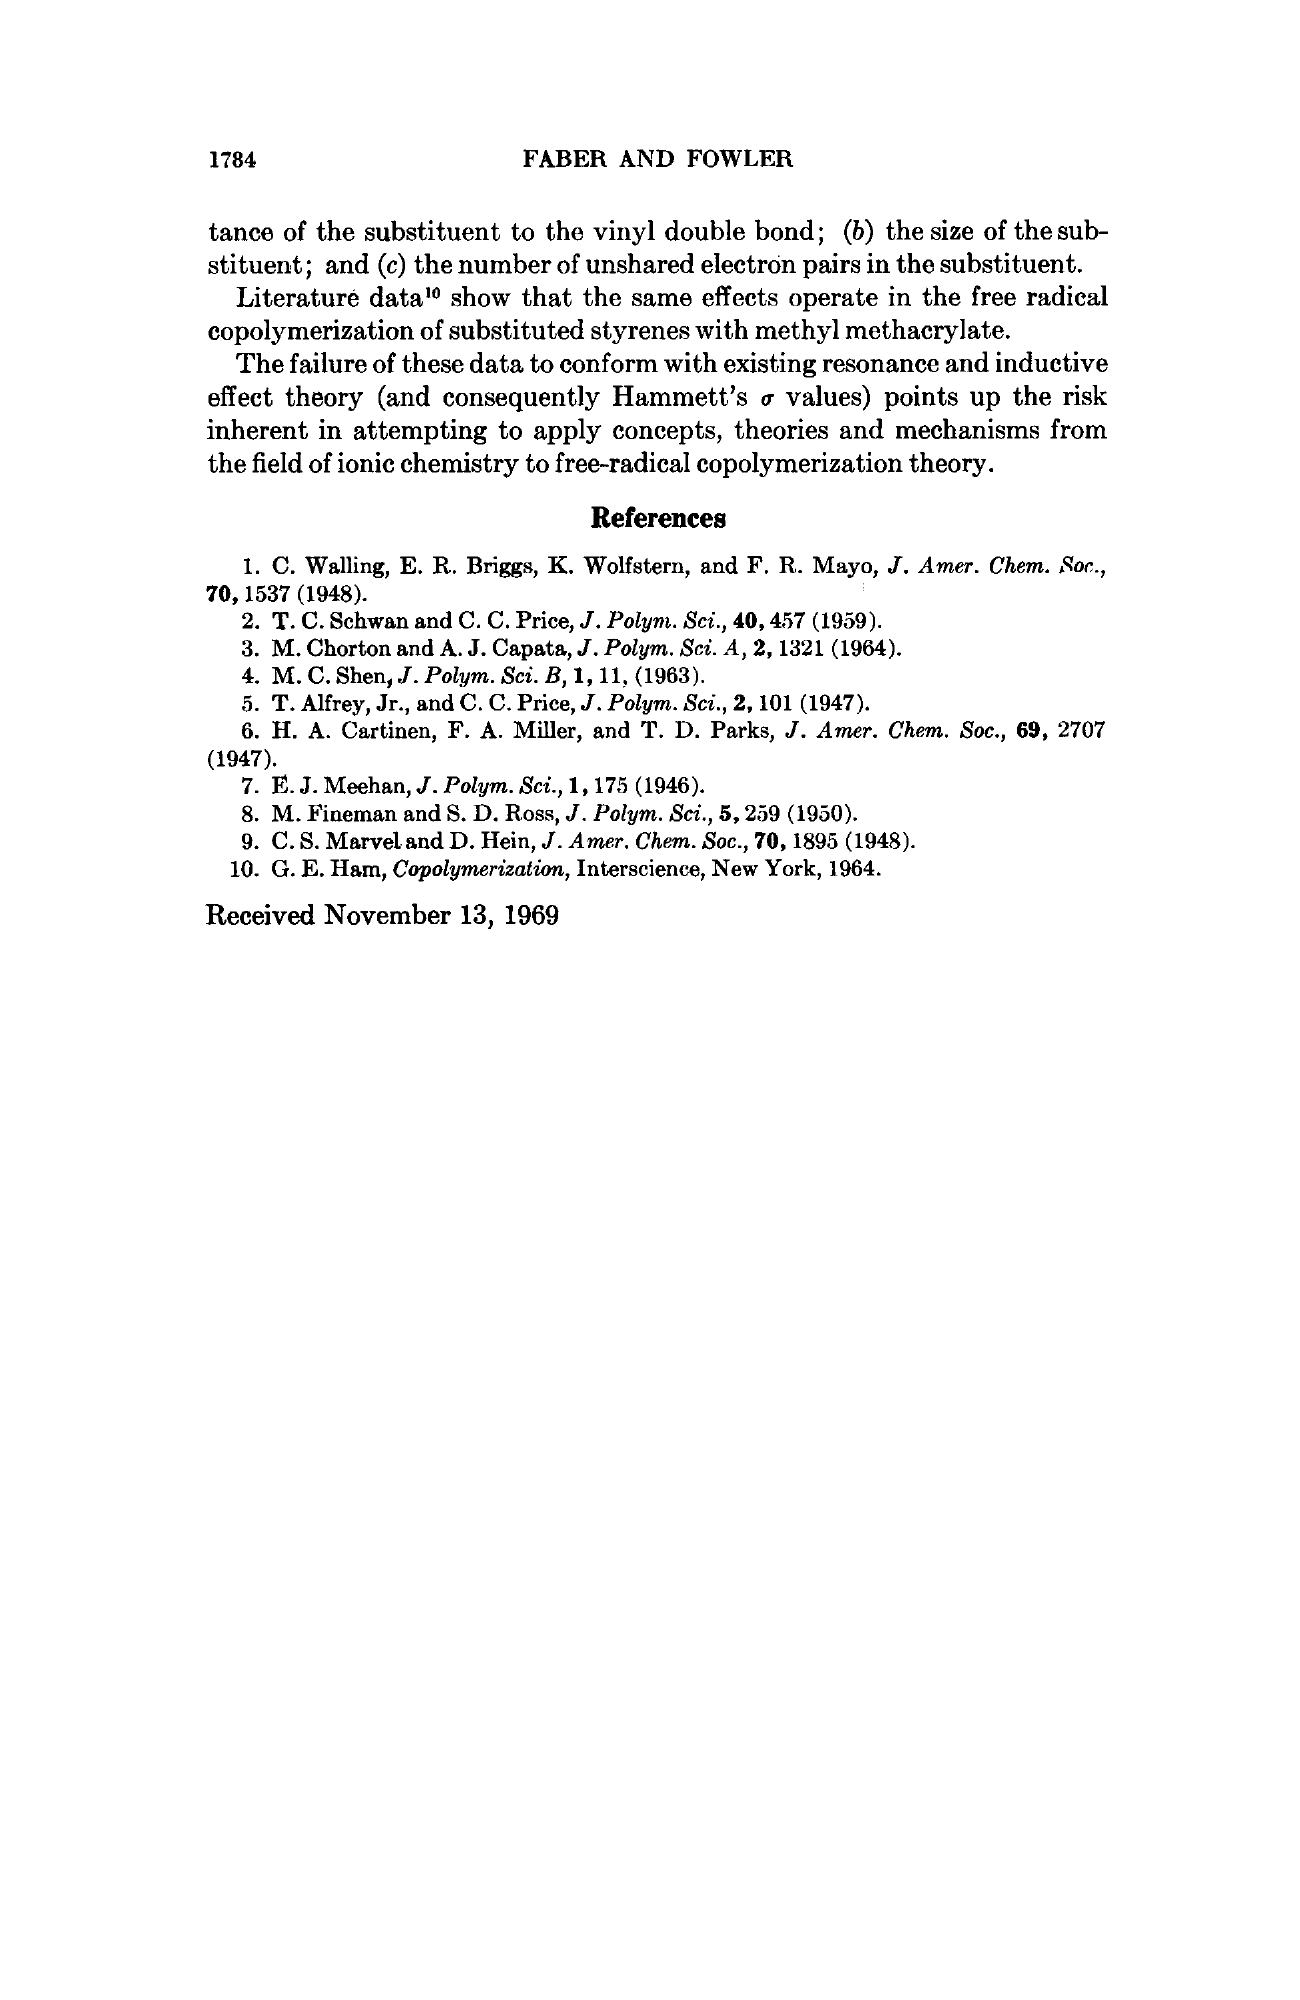 1784 FABER AND FOWLER
tance of the substituent to the vinyl double bond; (b) the size of the sub-
stituent; and (c) the number of unshared electron pairs in the substituent.
Literature data¹⁰ show that the same effects operate in the free radical
copolymerization of substituted styrenes with methyl methacrylate.
The failure of these data to conform with existing resonance and inductive
effect theory (and consequently Hammett's σ values) points up the risk
inherent in attempting to apply concepts, theories and mechanisms from
the field of ionic chemistry to free-radical copolymerization theory.
References
1. C. Walling, E. R. Briggs, K. Wolfstern, and F. R. Mayo, J. Amer. Chem. Soc.,
70, 1537 (1948).
2. T. C. Schwan and C. C. Price, J. Polym. Sci., 40, 457 (1959).
3. M. Chorton and A. J. Capata, J. Polym. Sci. A, 2, 1321 (1964).
4. M. C. Shen, J. Polym. Sci. B, 1, 11, (1963).
5. T. Alfrey, Jr., and C. C. Price, J. Polym. Sci., 2, 101 (1947).
6. H. A. Cartinen, F. A. Miller, and T. D. Parks, J. Amer. Chem. Soc., 69, 2707
(1947).
7. E. J. Meehan, J. Polym. Sci., 1, 175 (1946).
8. M. Fineman and S. D. Ross, J. Polym. Sci., 5, 259 (1950).
9. C. S. Marvel and D. Hein, J. Amer. Chem. Soc., 70, 1895 (1948).
10. G. E. Ham, Copolymerization, Interscience, New York, 1964.
Received November 13, 1969